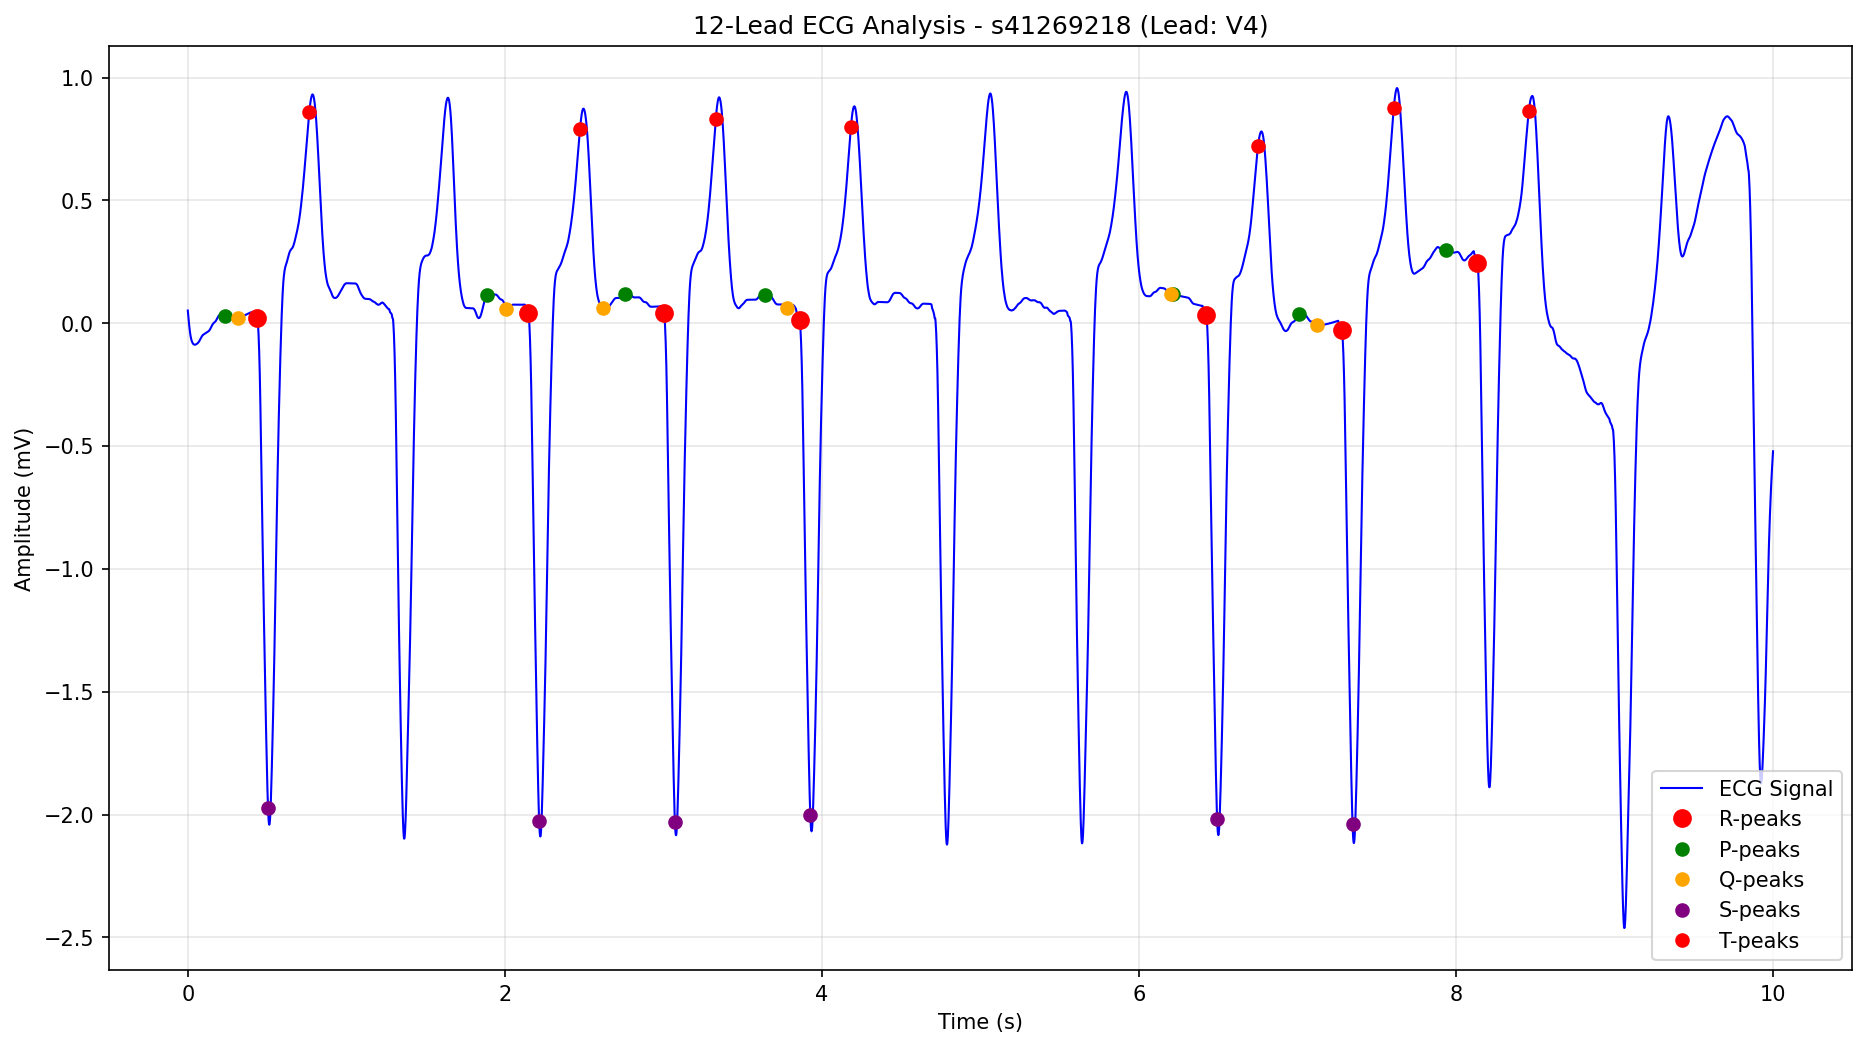 12-Lead ECG Analysis - s41269218 (Lead: V4)
1.0
0.5
0.0
−0.5
−1.0
−1.5
−2.0
−2.5
Amplitude (mV)
0
2
4
6
8
10
Time (s)
ECG Signal
R-peaks
P-peaks
Q-peaks
S-peaks
T-peaks